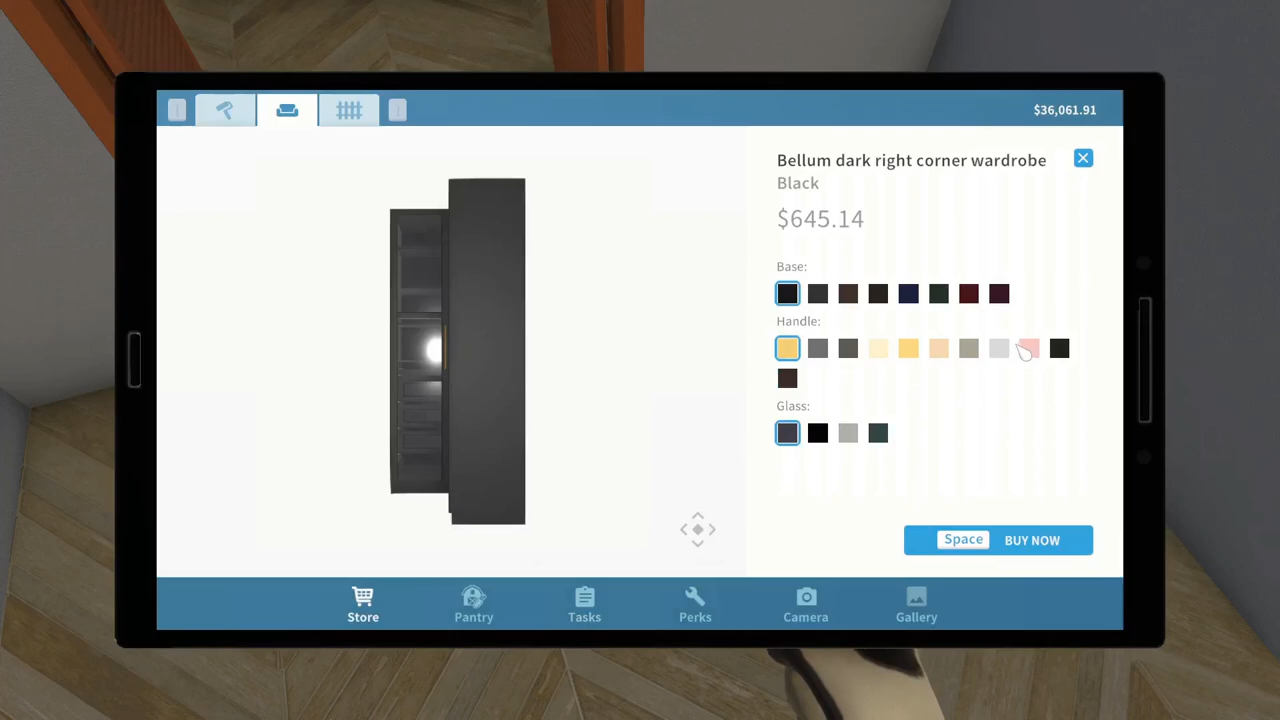 $36,061.91
Bellum dark right corner wardrobe
Black
$645.14
Base:
Handle:
Glass:
Space BUY NOW
Store Pantry Tasks Perks Camera Gallery